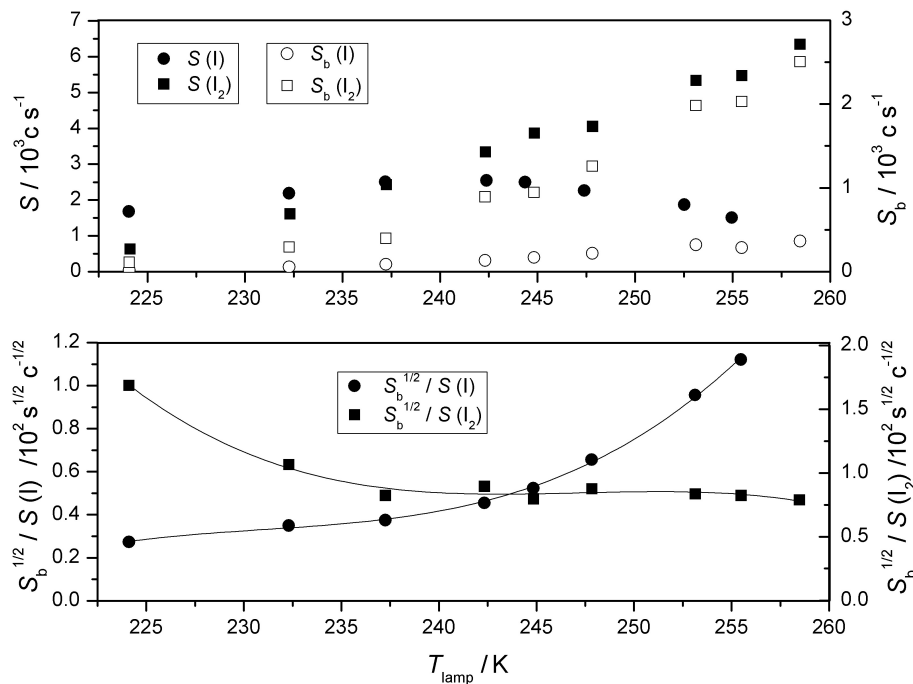 7
6
5
4
3
2
1
0
S / 10³c s⁻¹
S (I)
S (I₂)
S_b (I)
S_b (I₂)
3
2
1
0
S_b / 10³ c s⁻¹
225 230 235 240 245 250 255 260
1.2
1.0
0.8
0.6
0.4
0.2
0.0
S_b^1/2 / S (I) /10² s^1/2 c^-1/2
S_b^1/2 / S (I)
S_b^1/2 / S (I₂)
2.0
1.5
1.0
0.5
0.0
S_b^1/2 / S (I₂) /10² s^1/2 c^-1/2
225 230 235 240 245 250 255 260
T_lamp / K